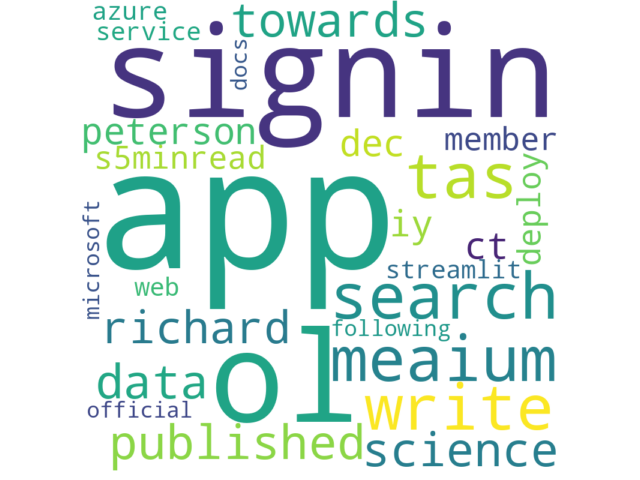 azure
service
docs
towards
signin
peterson
dec
member
s5minread
tas
deploy
app
iy
microsoft
ct
streamlit
web
search
richard
following
meaium
data
ol
official
write
published
science